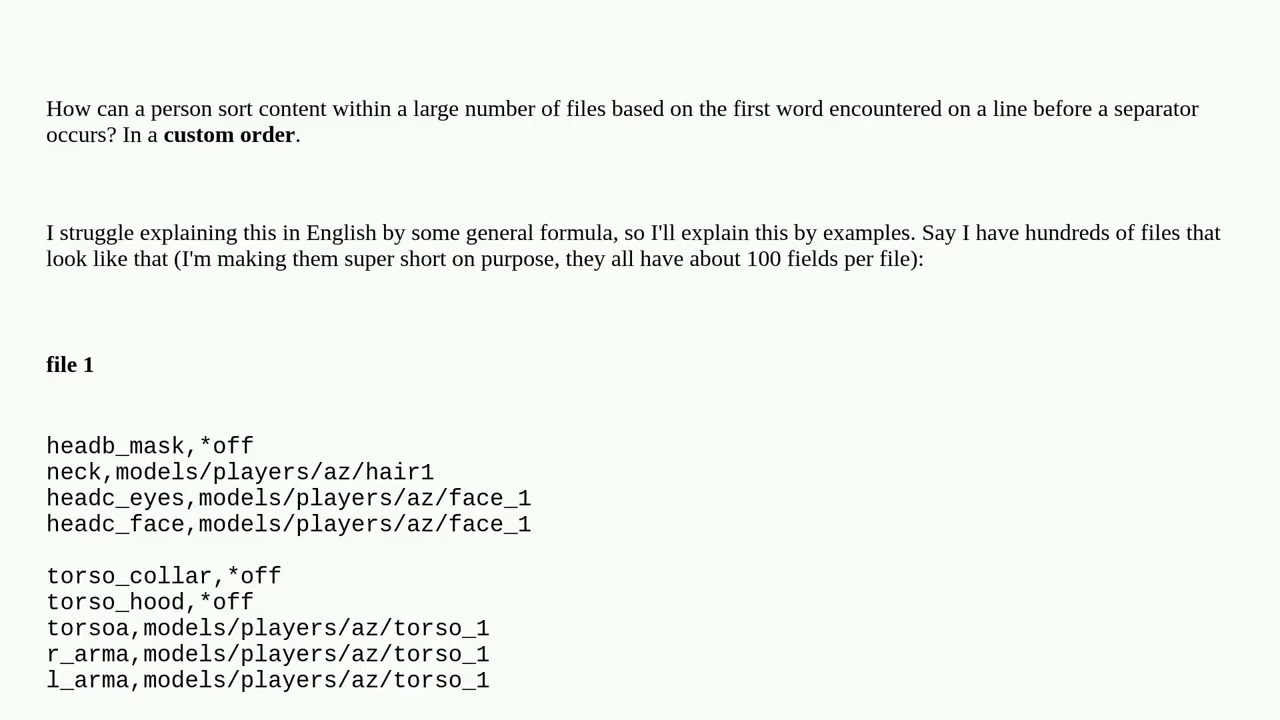 How can a person sort content within a large number of files based on the first word encountered on a line before a separator
occurs? In a custom order.
I struggle explaining this in English by some general formula, so I'll explain this by examples. Say I have hundreds of files that
look like that (I'm making them super short on purpose, they all have about 100 fields per file):
file 1
headb_mask,*off
neck,models/players/az/hair1
headc_eyes,models/players/az/face_1
headc_face,models/players/az/face_1
torso_collar,*off
torso_hood,*off
torsoa,models/players/az/torso_1
r_arma,models/players/az/torso_1
l_arma,models/players/az/torso_1